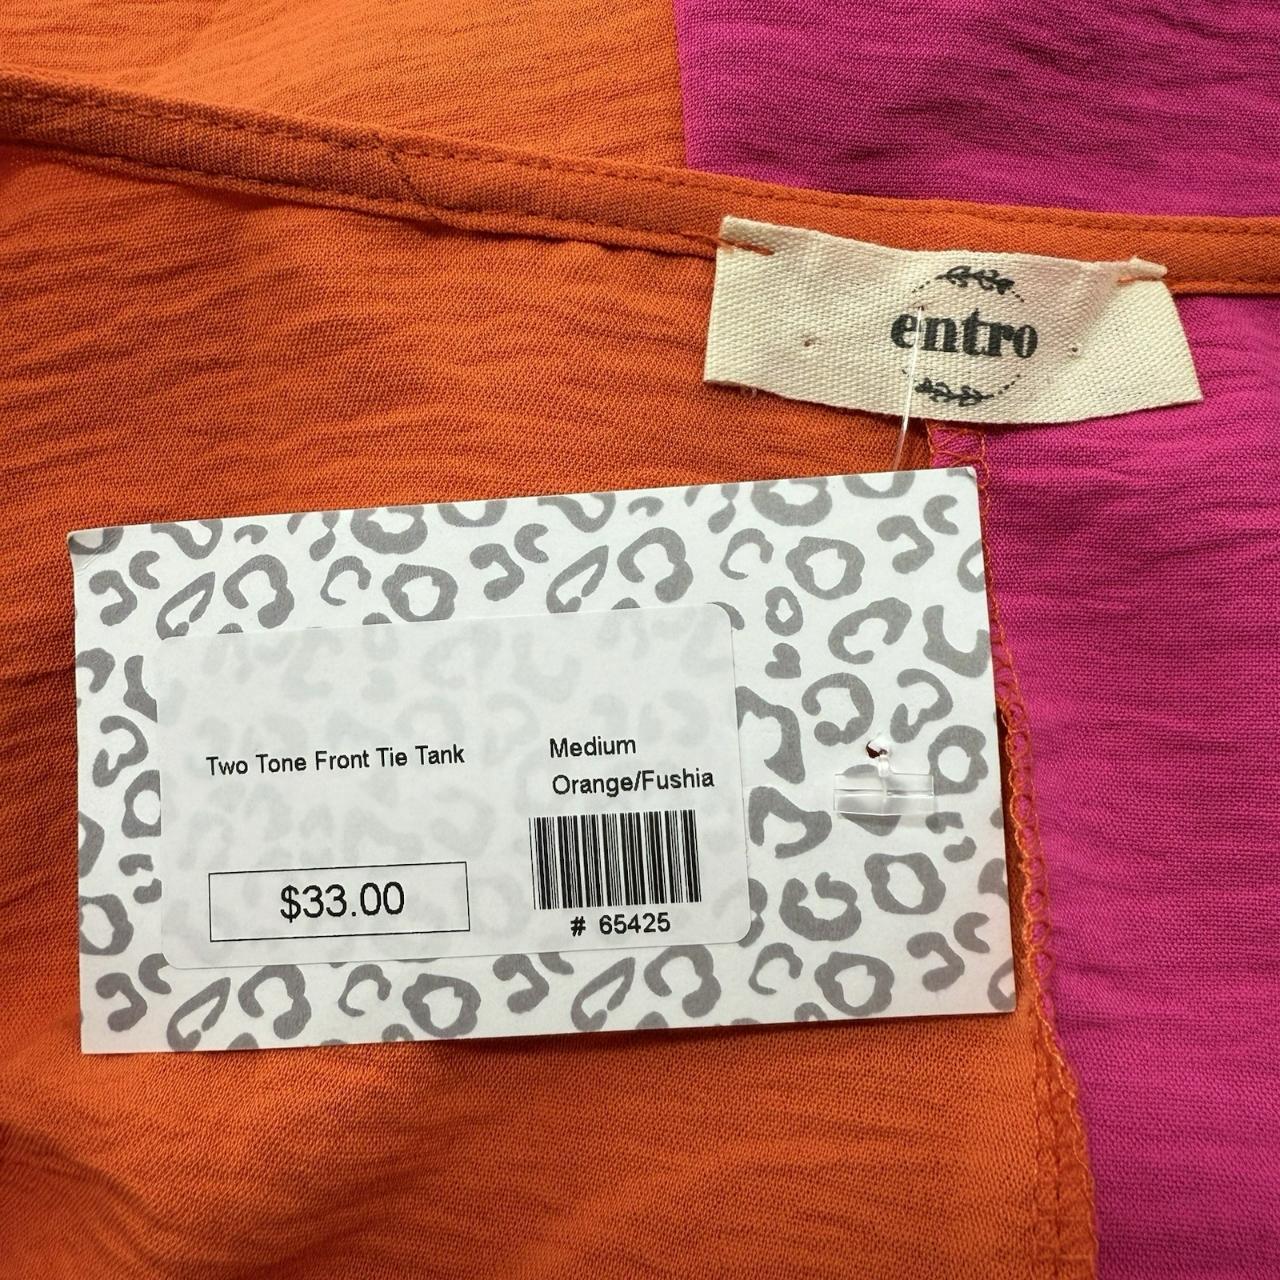 entro
Two Tone Front Tie Tank
Medium
Orange/Fushia
$33.00
# 65425